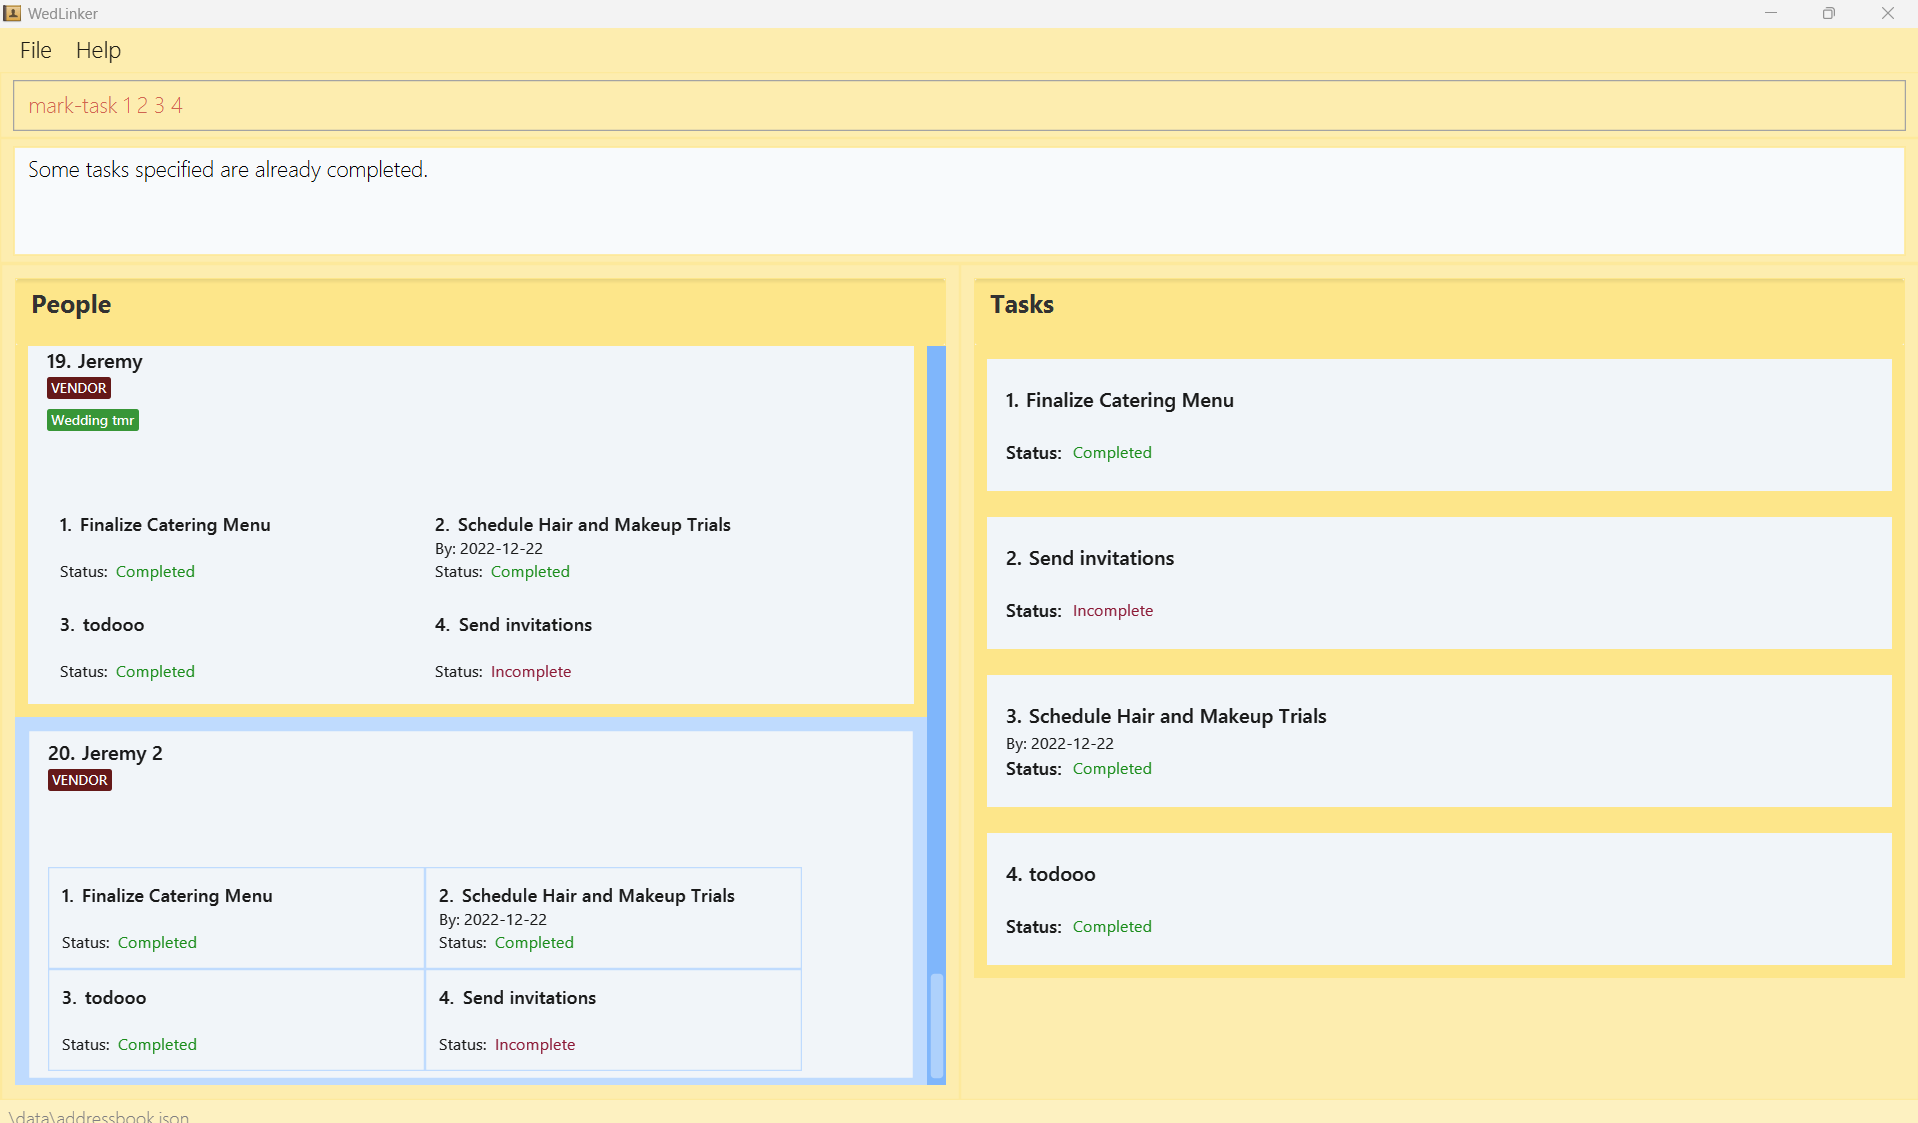 WedLinker
File Help
mark-task 1 2 3 4
Some tasks specified are already completed.
People
19. Jeremy
VENDOR
Wedding tmr
1. Finalize Catering Menu
Status: Completed
2. Schedule Hair and Makeup Trials
By: 2022-12-22
Status: Completed
3. todooo
Status: Completed
4. Send invitations
Status: Incomplete
20. Jeremy 2
VENDOR
1. Finalize Catering Menu
Status: Completed
2. Schedule Hair and Makeup Trials
By: 2022-12-22
Status: Completed
3. todooo
Status: Completed
4. Send invitations
Status: Incomplete
Tasks
1. Finalize Catering Menu
Status: Completed
2. Send invitations
Status: Incomplete
3. Schedule Hair and Makeup Trials
By: 2022-12-22
Status: Completed
4. todooo
Status: Completed
\data\addressbook.json